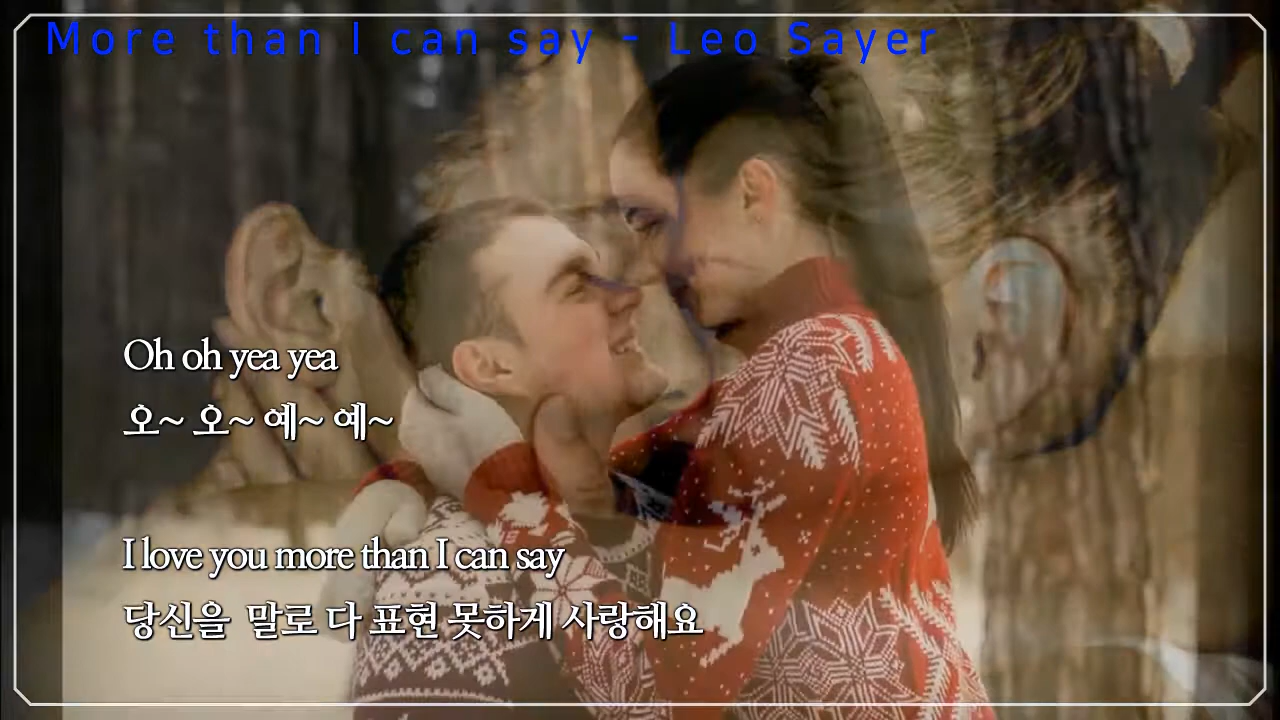 More than I can say - Leo Sayer
Oh oh yea yea
오~ 오~ 예~ 예~
I love you more than I can say
당신을 말로 다 표현 못하게 사랑해요